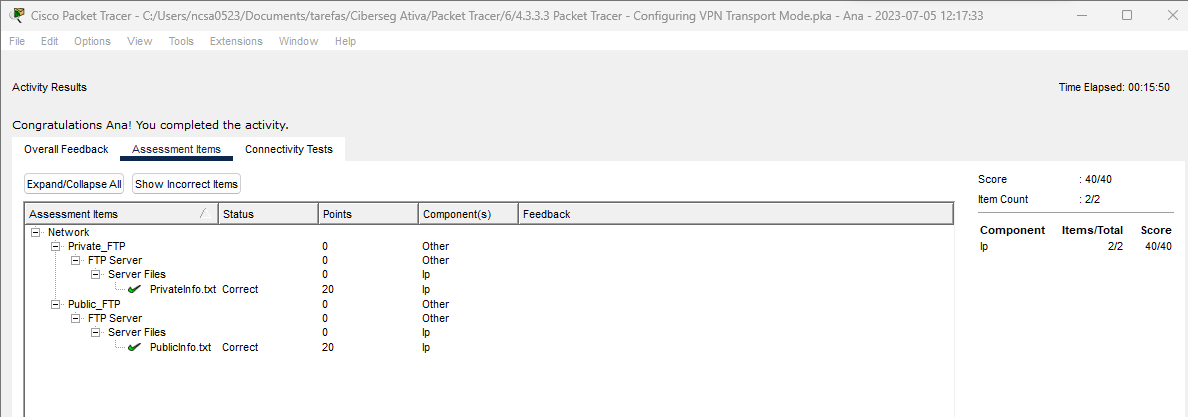 Cisco Packet Tracer - C:/Users/ncsa0523/Documents/tarefas/Ciberseg Ativa/Packet Tracer/6/4.3.3.3 Packet Tracer - Configuring VPN Transport Mode.pka - Ana - 2023-07-05 12:17:33
File Edit Options View Tools Extensions Window Help
Activity Results Time Elapsed: 00:15:50
Congratulations Ana! You completed the activity.
Overall Feedback Assessment Items Connectivity Tests
Expand/Collapse All Show Incorrect Items
Score : 40/40
Item Count : 2/2
Component Items/Total Score
Ip 2/2 40/40
Assessment Items Status Points Component(s) Feedback
Network
Private_FTP 0 Other
FTP Server 0 Other
Server Files 0 Ip
PrivateInfo.txt Correct 20 Ip
Public_FTP 0 Other
FTP Server 0 Other
Server Files 0 Ip
PublicInfo.txt Correct 20 Ip